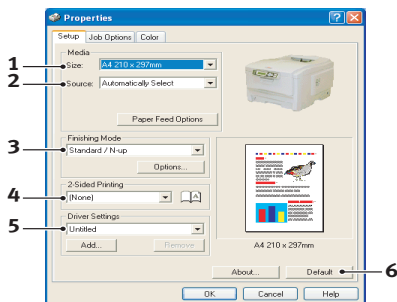 Properties
Setup Job Options Color
Media
1 Size: A4 210 x 297mm
2 Source: Automatically Select
Paper Feed Options
Finishing Mode
3 Standard / N-up
Options...
2-Sided Printing
4 (None)
Driver Settings
5 Untitled
Add... Remove
A4 210 x 297mm
About... Default 6
OK Cancel Help